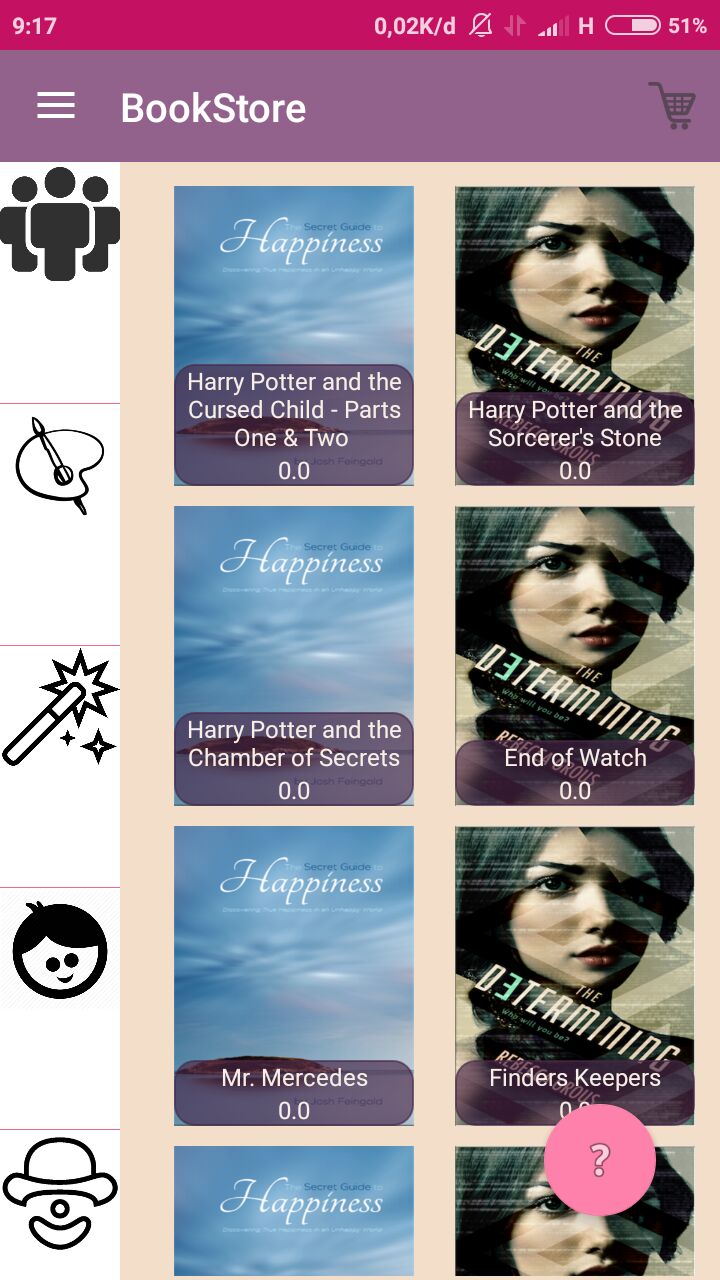 9:17 0,02K/d H 51%
BookStore
The Secret Guide to
Happiness
Discovering True Happiness in an Unhappy World
Harry Potter and the
Cursed Child - Parts
One & Two
0.0
by Josh Feingold
THE
DETERMINING
Who will you be?
Harry Potter and the
Sorcerer's Stone
0.0
The Secret Guide to
Happiness
Discovering True Happiness in an Unhappy World
Harry Potter and the
Chamber of Secrets
0.0
by Josh Feingold
THE
DETERMINING
Who will you be?
End of Watch
0.0
The Secret Guide to
Happiness
Discovering True Happiness in an Unhappy World
Mr. Mercedes
0.0
by Josh Feingold
THE
DETERMINING
Who will you be?
Finders Keepers
?
The Secret Guide to
Happiness
Discovering True Happiness in an Unhappy World